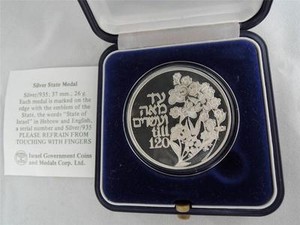 Silver State Medal
Silver/935; 37 mm.; 26 g.
Each medal is marked on the
edge with the emblem of the
State, the words "State of
Israel" in Hebrew and English,
a serial number and Silver/935
PLEASE REFRAIN FROM
TOUCHING WITH FINGERS
Israel Government Coins
and Medals Corp. Ltd.
עד
מאה
ועשרים
120